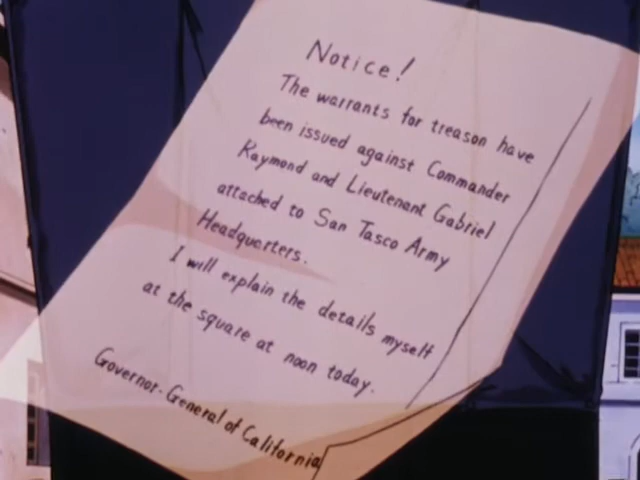 Notice!
The warrants for treason have
been issued against Commander
Raymond and Lieutenant Gabriel
attached to San Tasco Army
Headquarters.
I will explain the details myself
at the square at noon today.
Governor-General of California